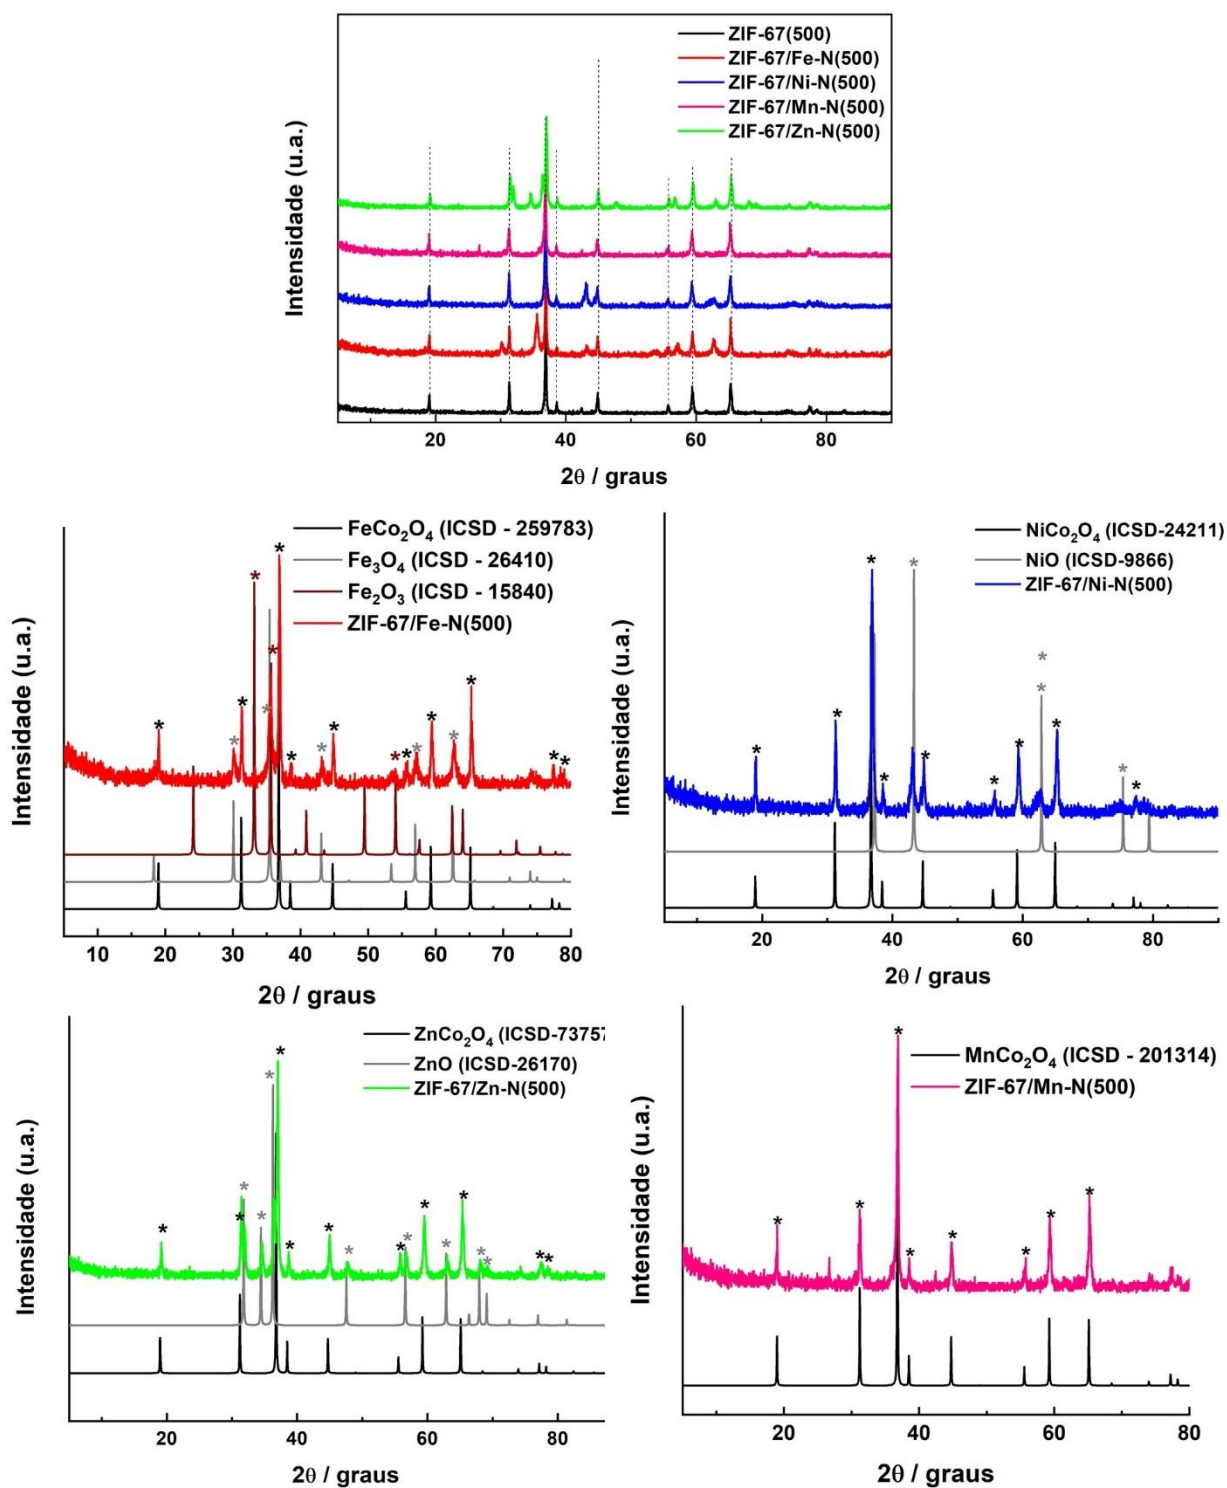 ZIF-67(500)
ZIF-67/Fe-N(500)
ZIF-67/Ni-N(500)
ZIF-67/Mn-N(500)
ZIF-67/Zn-N(500)
Intensidade (u.a.)
20 40 60 80
2θ / graus
FeCo₂O₄ (ICSD - 259783)
Fe₃O₄ (ICSD - 26410)
Fe₂O₃ (ICSD - 15840)
ZIF-67/Fe-N(500)
Intensidade (u.a.)
10 20 30 40 50 60 70 80
2θ / graus
NiCo₂O₄ (ICSD-24211)
NiO (ICSD-9866)
ZIF-67/Ni-N(500)
Intensidade (u.a.)
20 40 60 80
2θ / graus
ZnCo₂O₄ (ICSD-73757
ZnO (ICSD-26170)
ZIF-67/Zn-N(500)
Intensidade (u.a.)
20 40 60 80
2θ / graus
MnCo₂O₄ (ICSD - 201314)
ZIF-67/Mn-N(500)
Intensidade (u.a.)
20 40 60 80
2θ / graus